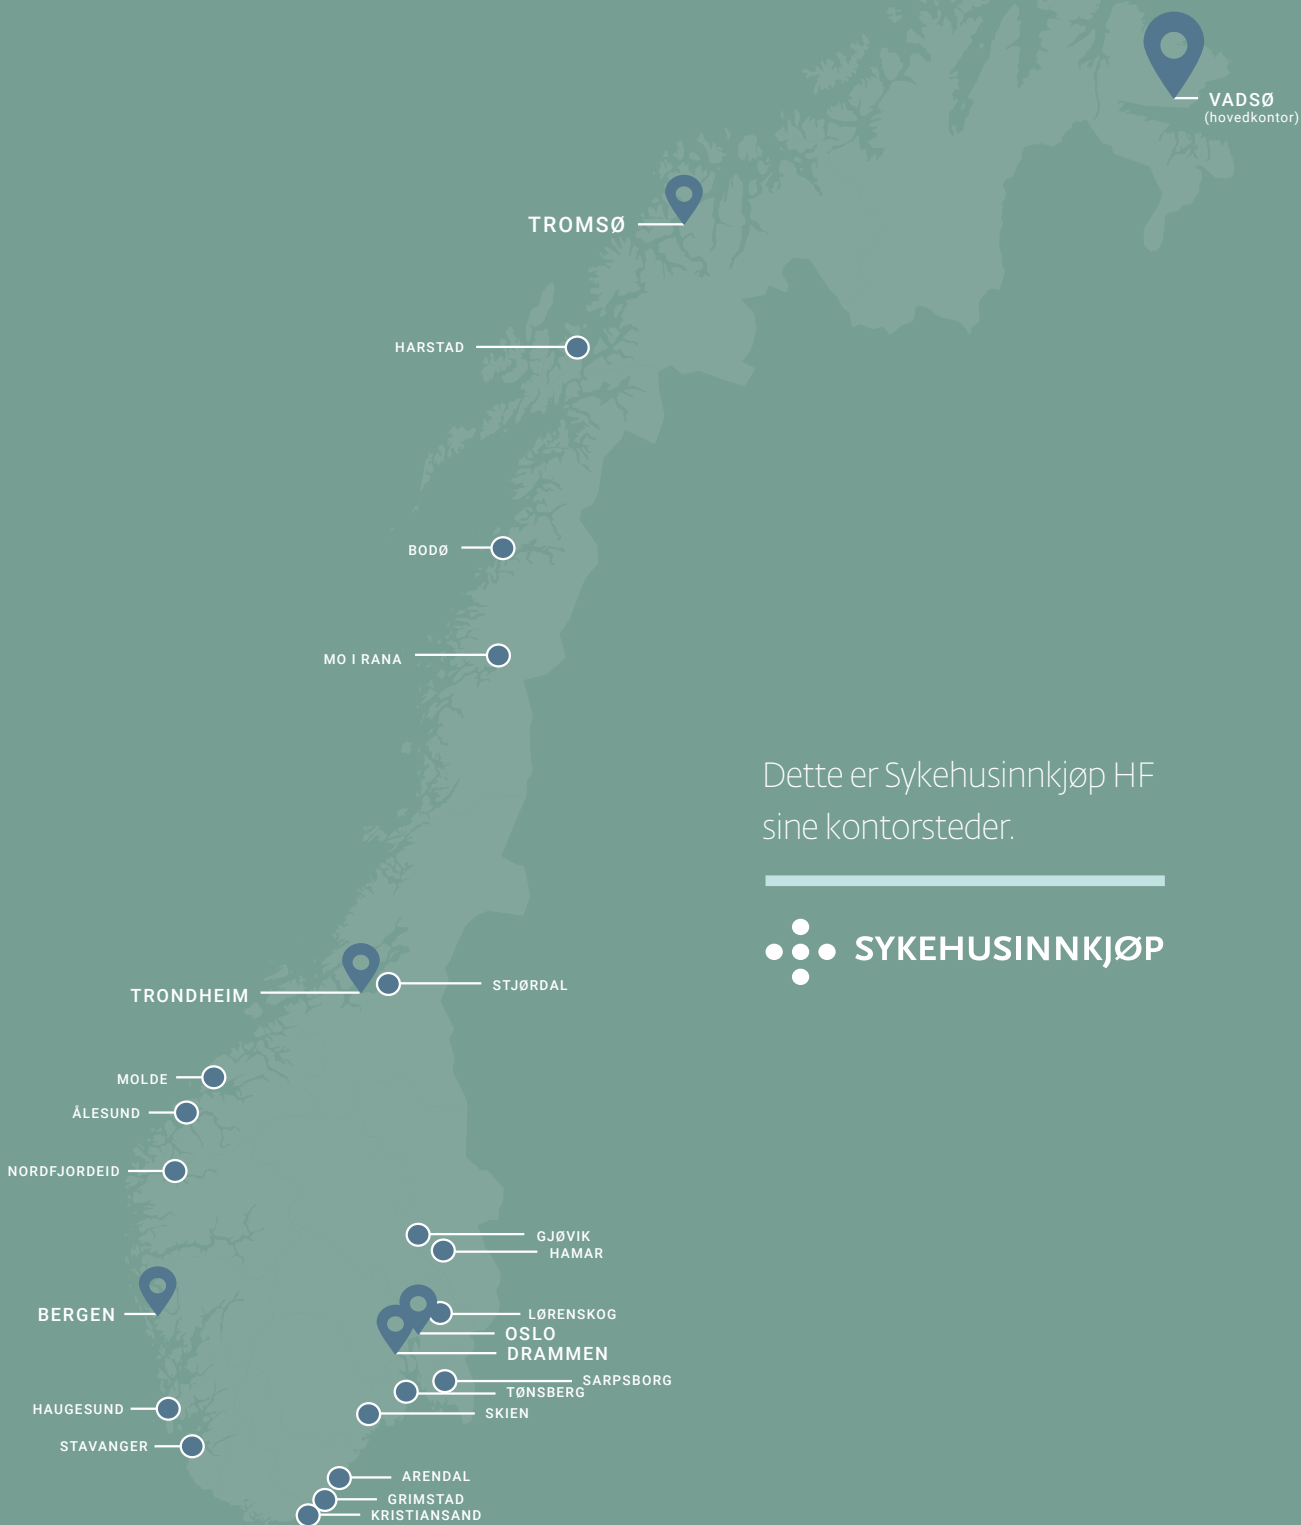 VADSØ
(hovedkontor)
TROMSØ
HARSTAD
BODØ
MO I RANA
Dette er Sykehusinnkjøp HF
sine kontorsteder.
SYKEHUSINNKJØP
TRONDHEIM
STJØRDAL
MOLDE
ÅLESUND
NORDFJORDEID
GJØVIK
HAMAR
BERGEN
LØRENSKOG
OSLO
DRAMMEN
SARPSBORG
TØNSBERG
HAUGESUND
SKIEN
STAVANGER
ARENDAL
GRIMSTAD
KRISTIANSAND